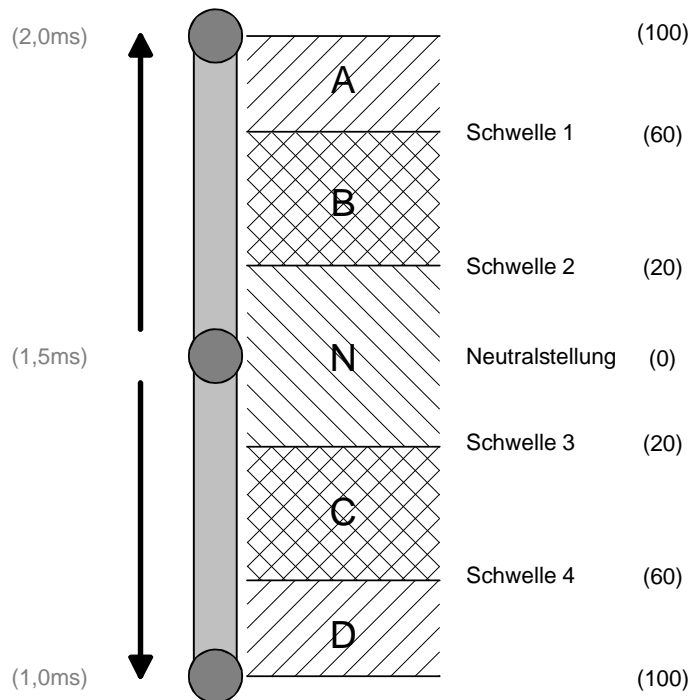 (2,0ms) (100)
A
Schwelle 1 (60)
B
Schwelle 2 (20)
(1,5ms) N Neutralstellung (0)
Schwelle 3 (20)
C
Schwelle 4 (60)
D
(1,0ms) (100)